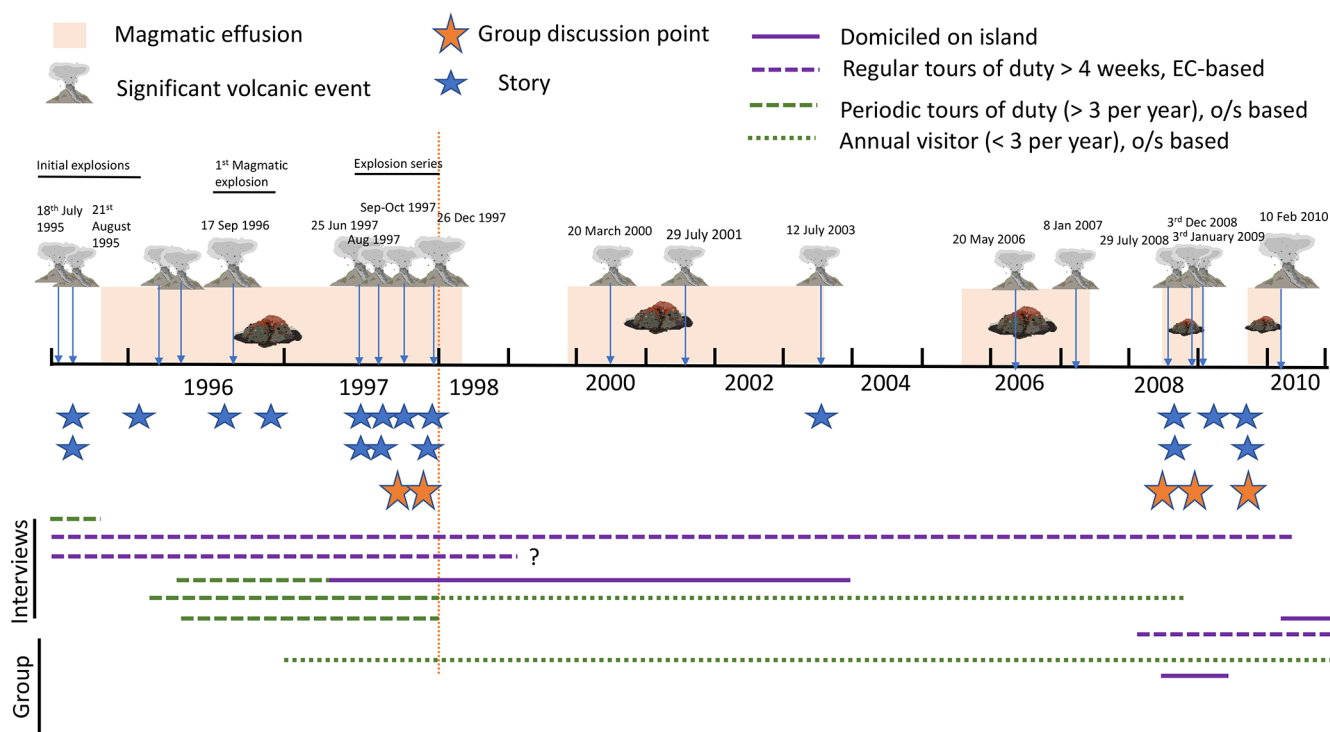 Magmatic effusion
Significant volcanic event
Group discussion point
Story
Domiciled on island
Regular tours of duty > 4 weeks, EC-based
Periodic tours of duty (> 3 per year), o/s based
Annual visitor (< 3 per year), o/s based
Initial explosions
1st Magmatic
explosion
Explosion series
18th July
1995
21st
August
1995
17 Sep 1996
25 Jun 1997
Aug 1997
Sep-Oct 1997
26 Dec 1997
20 March 2000
29 July 2001
12 July 2003
20 May 2006
8 Jan 2007
29 July 2008
3rd Dec 2008
3rd January 2009
10 Feb 2010
1996
1997
1998
2000
2002
2004
2006
2008
2010
Interviews
?
Group